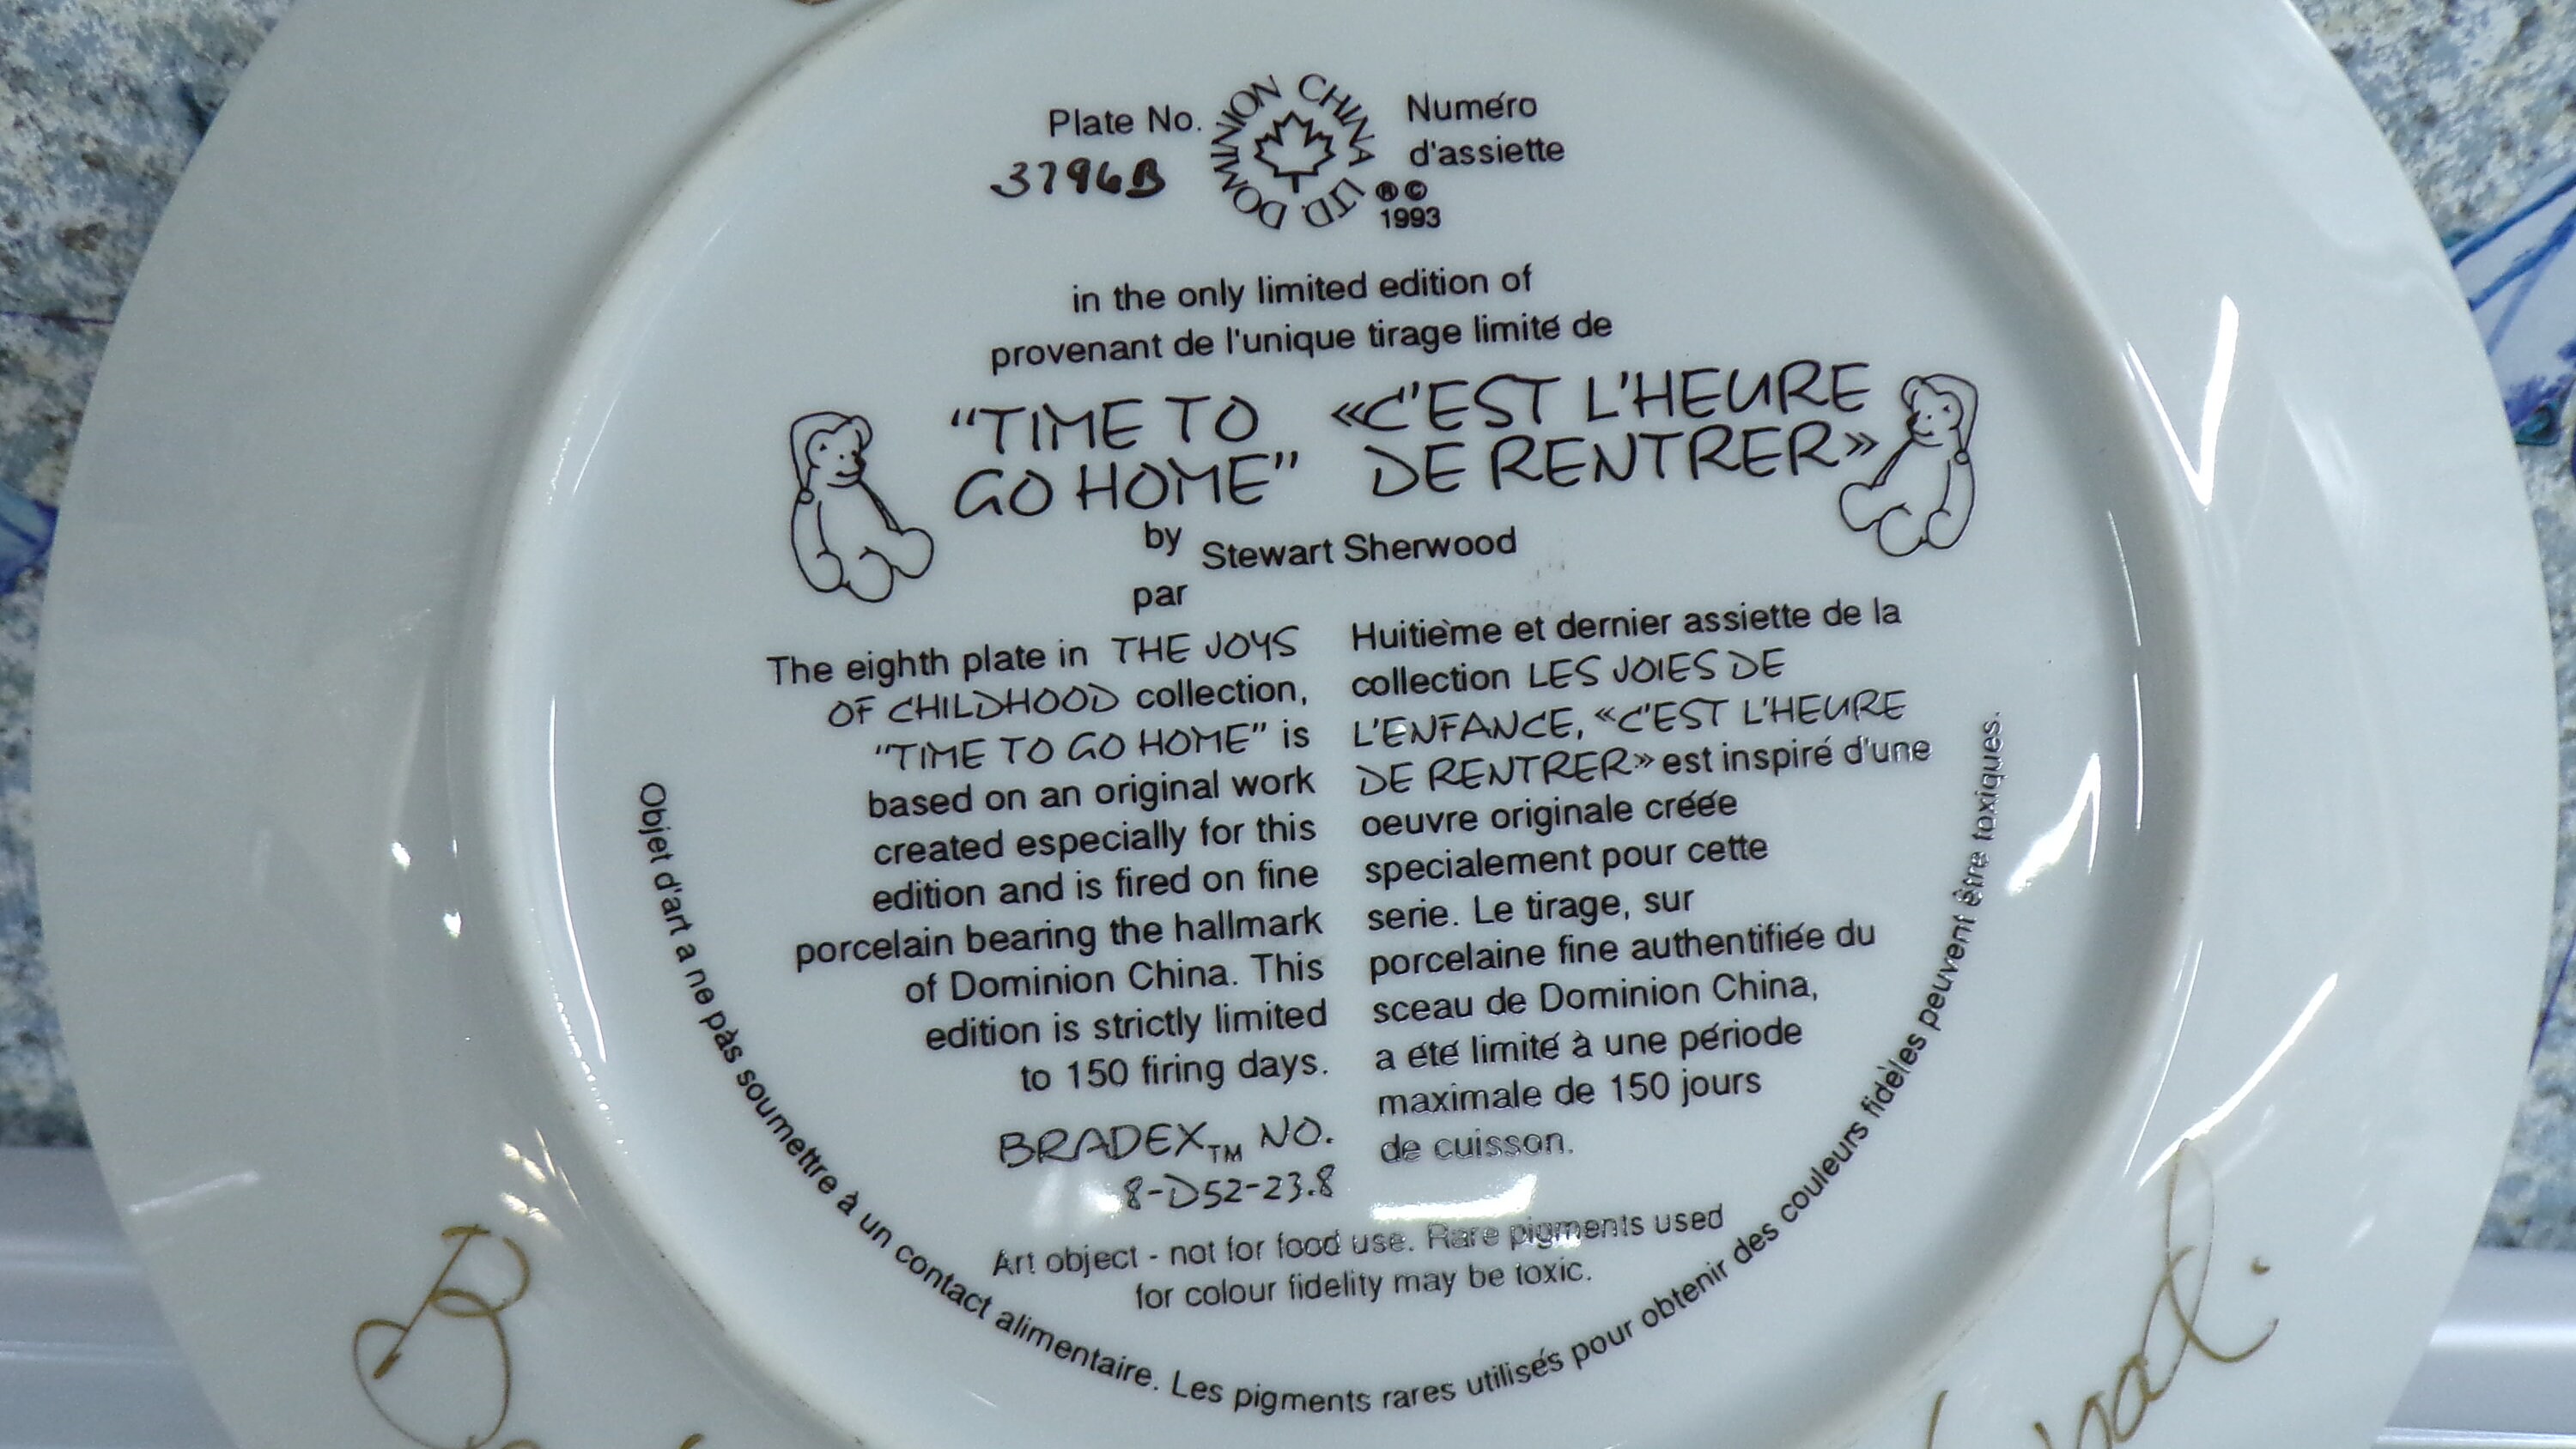 Plate No.
3796B
DOMINION CHINA LTD.
® ©
1993
Numéro
d'assiette
in the only limited edition of
provenant de l'unique tirage limité de
"TIME TO
GO HOME"
«C'EST L'HEURE
DE RENTRER»
by
par
Stewart Sherwood
The eighth plate in THE JOYS
OF CHILDHOOD collection,
"TIME TO GO HOME" is
based on an original work
created especially for this
edition and is fired on fine
porcelain bearing the hallmark
of Dominion China. This
edition is strictly limited
to 150 firing days.
BRADEX™ NO.
8-D52-23.8
Huitième et dernier assiette de la
collection LES JOIES DE
L'ENFANCE, «C'EST L'HEURE
DE RENTRER» est inspiré d'une
oeuvre originale créée
specialement pour cette
serie. Le tirage, sur
porcelaine fine authentifiée du
sceau de Dominion China,
a été limité à une période
maximale de 150 jours
de cuisson.
Art object - not for food use. Rare pigments used
for colour fidelity may be toxic.
Objet d'art a ne pàs soumettre à un contact alimentaire. Les pigments rares utilisés pour obtenir des couleurs fidèles peuvent être toxiques.